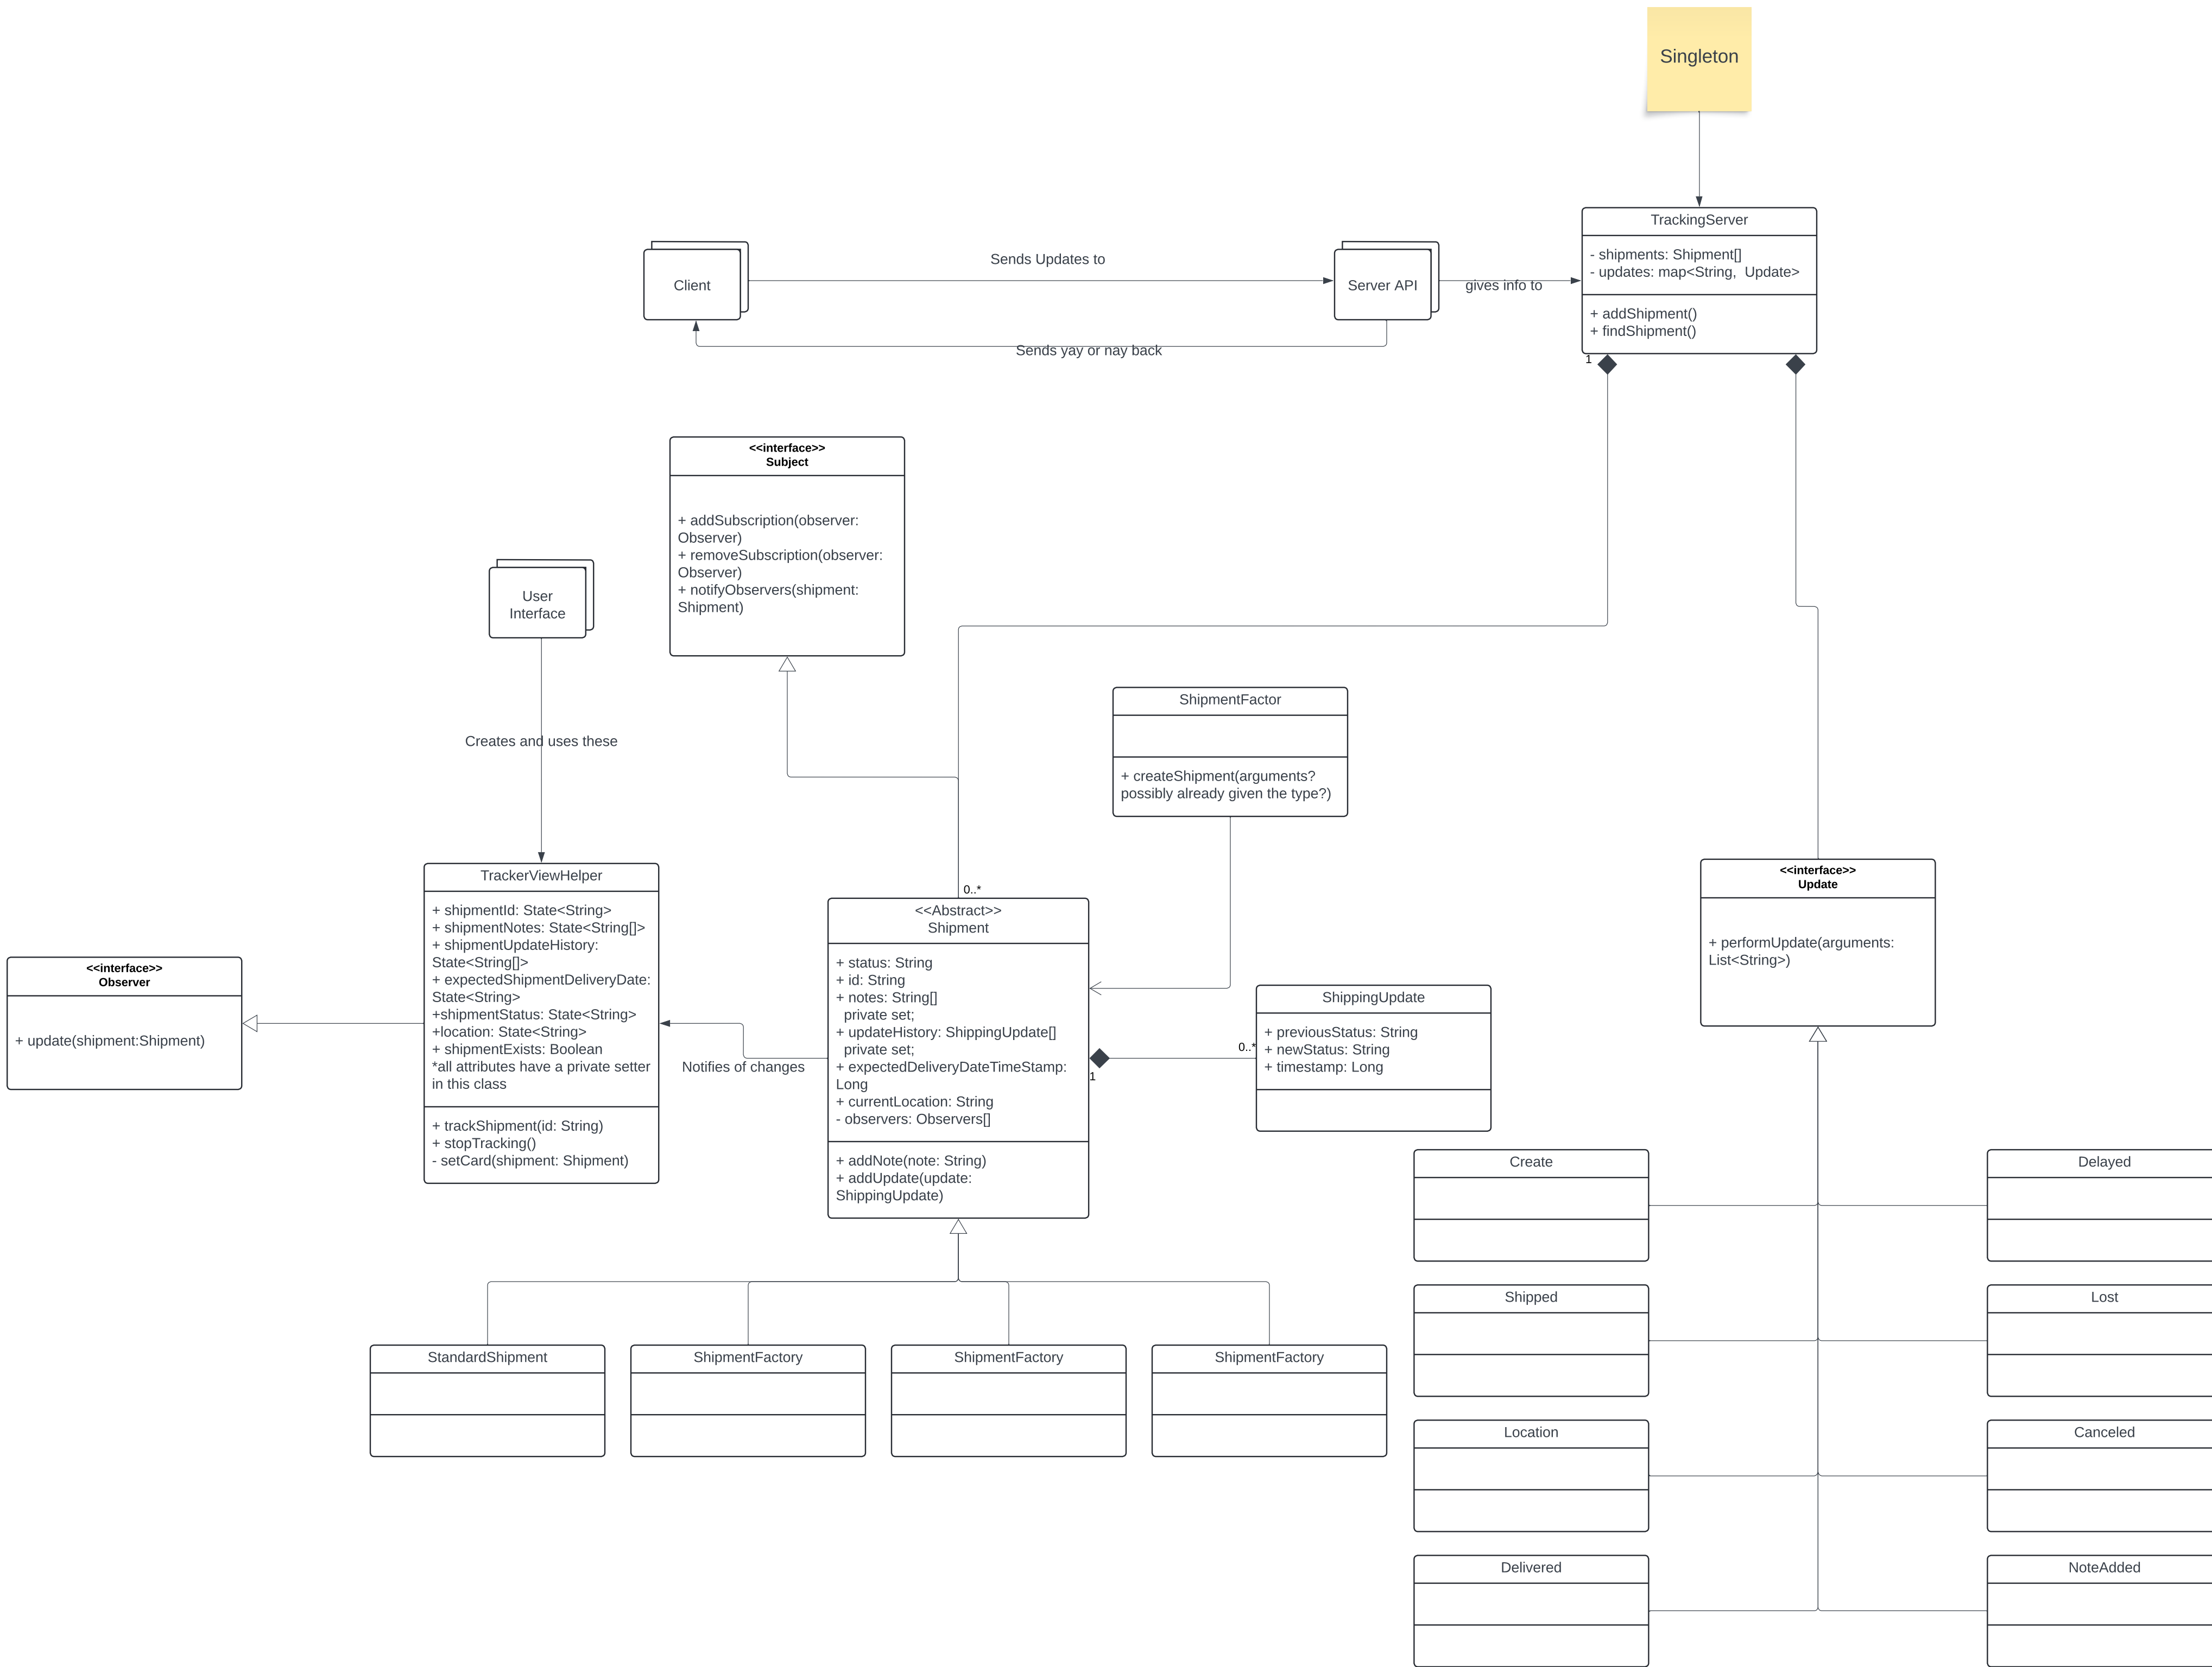 Singleton
TrackingServer
- shipments: Shipment[]
- updates: map<String,  Update>
+ addShipment()
+ findShipment()
1
Client
Sends Updates to
Server API
gives info to
Sends yay or nay back
<<interface>>
Subject
+ addSubscription(observer:
Observer)
+ removeSubscription(observer:
Observer)
+ notifyObservers(shipment:
Shipment)
User
Interface
Creates and uses these
ShipmentFactor
+ createShipment(arguments?
possibly already given the type?)
<<interface>>
Observer
+ update(shipment:Shipment)
TrackerViewHelper
+ shipmentId: State<String>
+ shipmentNotes: State<String[]>
+ shipmentUpdateHistory:
State<String[]>
+ expectedShipmentDeliveryDate:
State<String>
+shipmentStatus: State<String>
+location: State<String>
+ shipmentExists: Boolean
*all attributes have a private setter
in this class
+ trackShipment(id: String)
+ stopTracking()
- setCard(shipment: Shipment)
Notifies of changes
0..*
<<Abstract>>
Shipment
+ status: String
+ id: String
+ notes: String[]
private set;
+ updateHistory: ShippingUpdate[]
private set;
+ expectedDeliveryDateTimeStamp:
Long
+ currentLocation: String
- observers: Observers[]
+ addNote(note: String)
+ addUpdate(update:
ShippingUpdate)
1
0..*
ShippingUpdate
+ previousStatus: String
+ newStatus: String
+ timestamp: Long
<<interface>>
Update
+ performUpdate(arguments:
List<String>)
StandardShipment
ShipmentFactory
ShipmentFactory
ShipmentFactory
Create
Delayed
Shipped
Lost
Location
Canceled
Delivered
NoteAdded